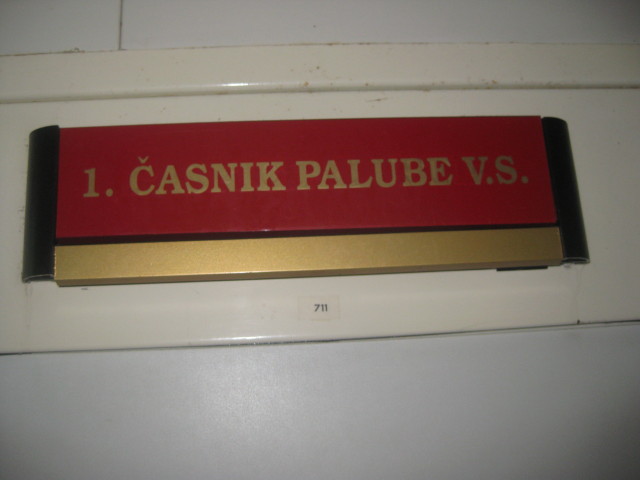 1. ČASNIK PALUBE V.S.
711